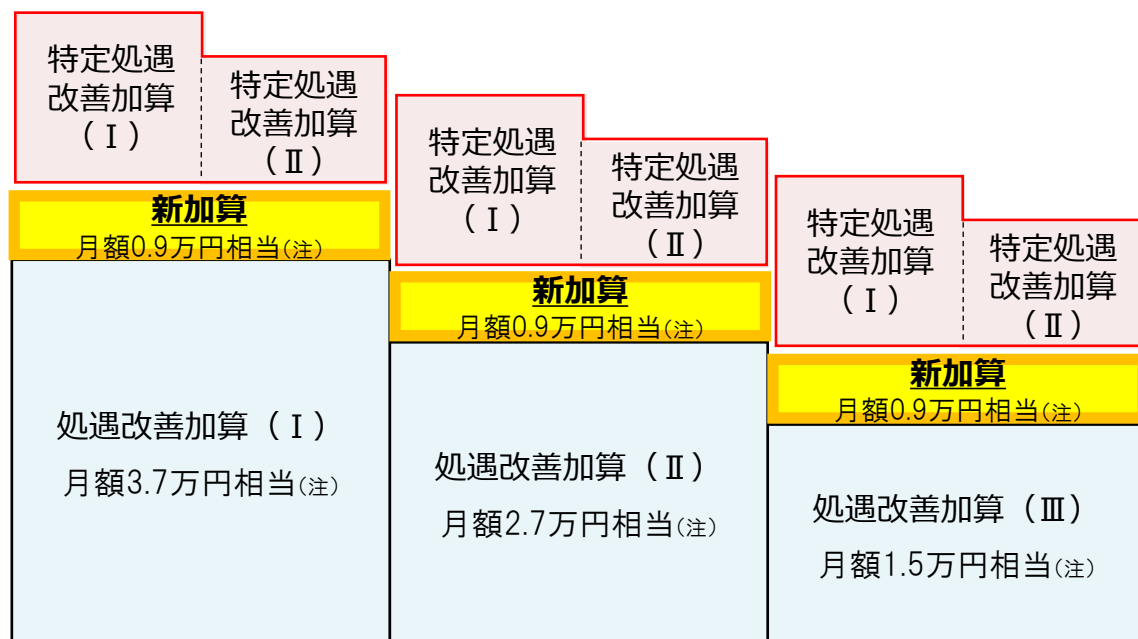 特定処遇
改善加算
（Ⅰ）
特定処遇
改善加算
（Ⅱ）
新加算
月額0.9万円相当(注)
処遇改善加算（Ⅰ）
月額3.7万円相当(注)
特定処遇
改善加算
（Ⅰ）
特定処遇
改善加算
（Ⅱ）
新加算
月額0.9万円相当(注)
処遇改善加算（Ⅱ）
月額2.7万円相当(注)
特定処遇
改善加算
（Ⅰ）
特定処遇
改善加算
（Ⅱ）
新加算
月額0.9万円相当(注)
処遇改善加算（Ⅲ）
月額1.5万円相当(注)